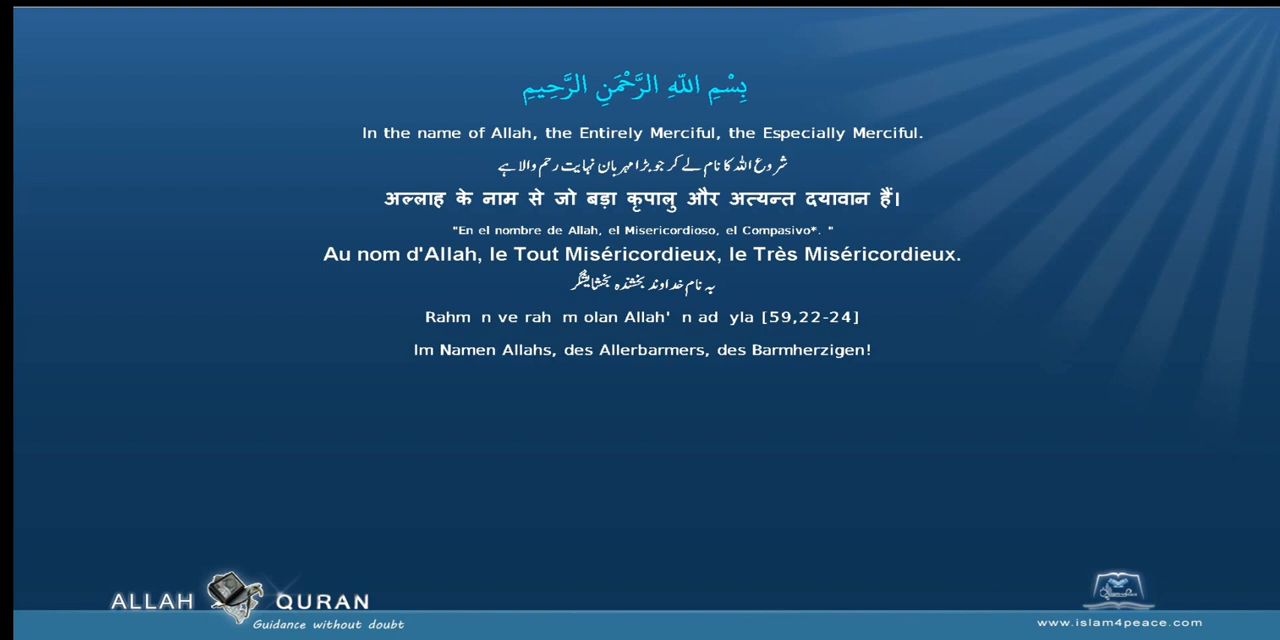 بِسْمِ اللّٰهِ الرَّحْمَنِ الرَّحِيمِ
In the name of Allah, the Entirely Merciful, the Especially Merciful.
شروع الله کا نام لے کر جو بڑا مہربان نہایت رحم والا ہے
अल्लाह के नाम से जो बड़ा कृपालु और अत्यन्त दयावान हैं।
"En el nombre de Allah, el Misericordioso, el Compasivo*. "
Au nom d'Allah, le Tout Miséricordieux, le Très Miséricordieux.
به نام خداوند بخشنده بخشایشگر
Rahm n ve rah m olan Allah' n ad yla [59,22-24]
Im Namen Allahs, des Allerbarmers, des Barmherzigen!
ALLAH QURAN
Guidance without doubt
www.islam4peace.com